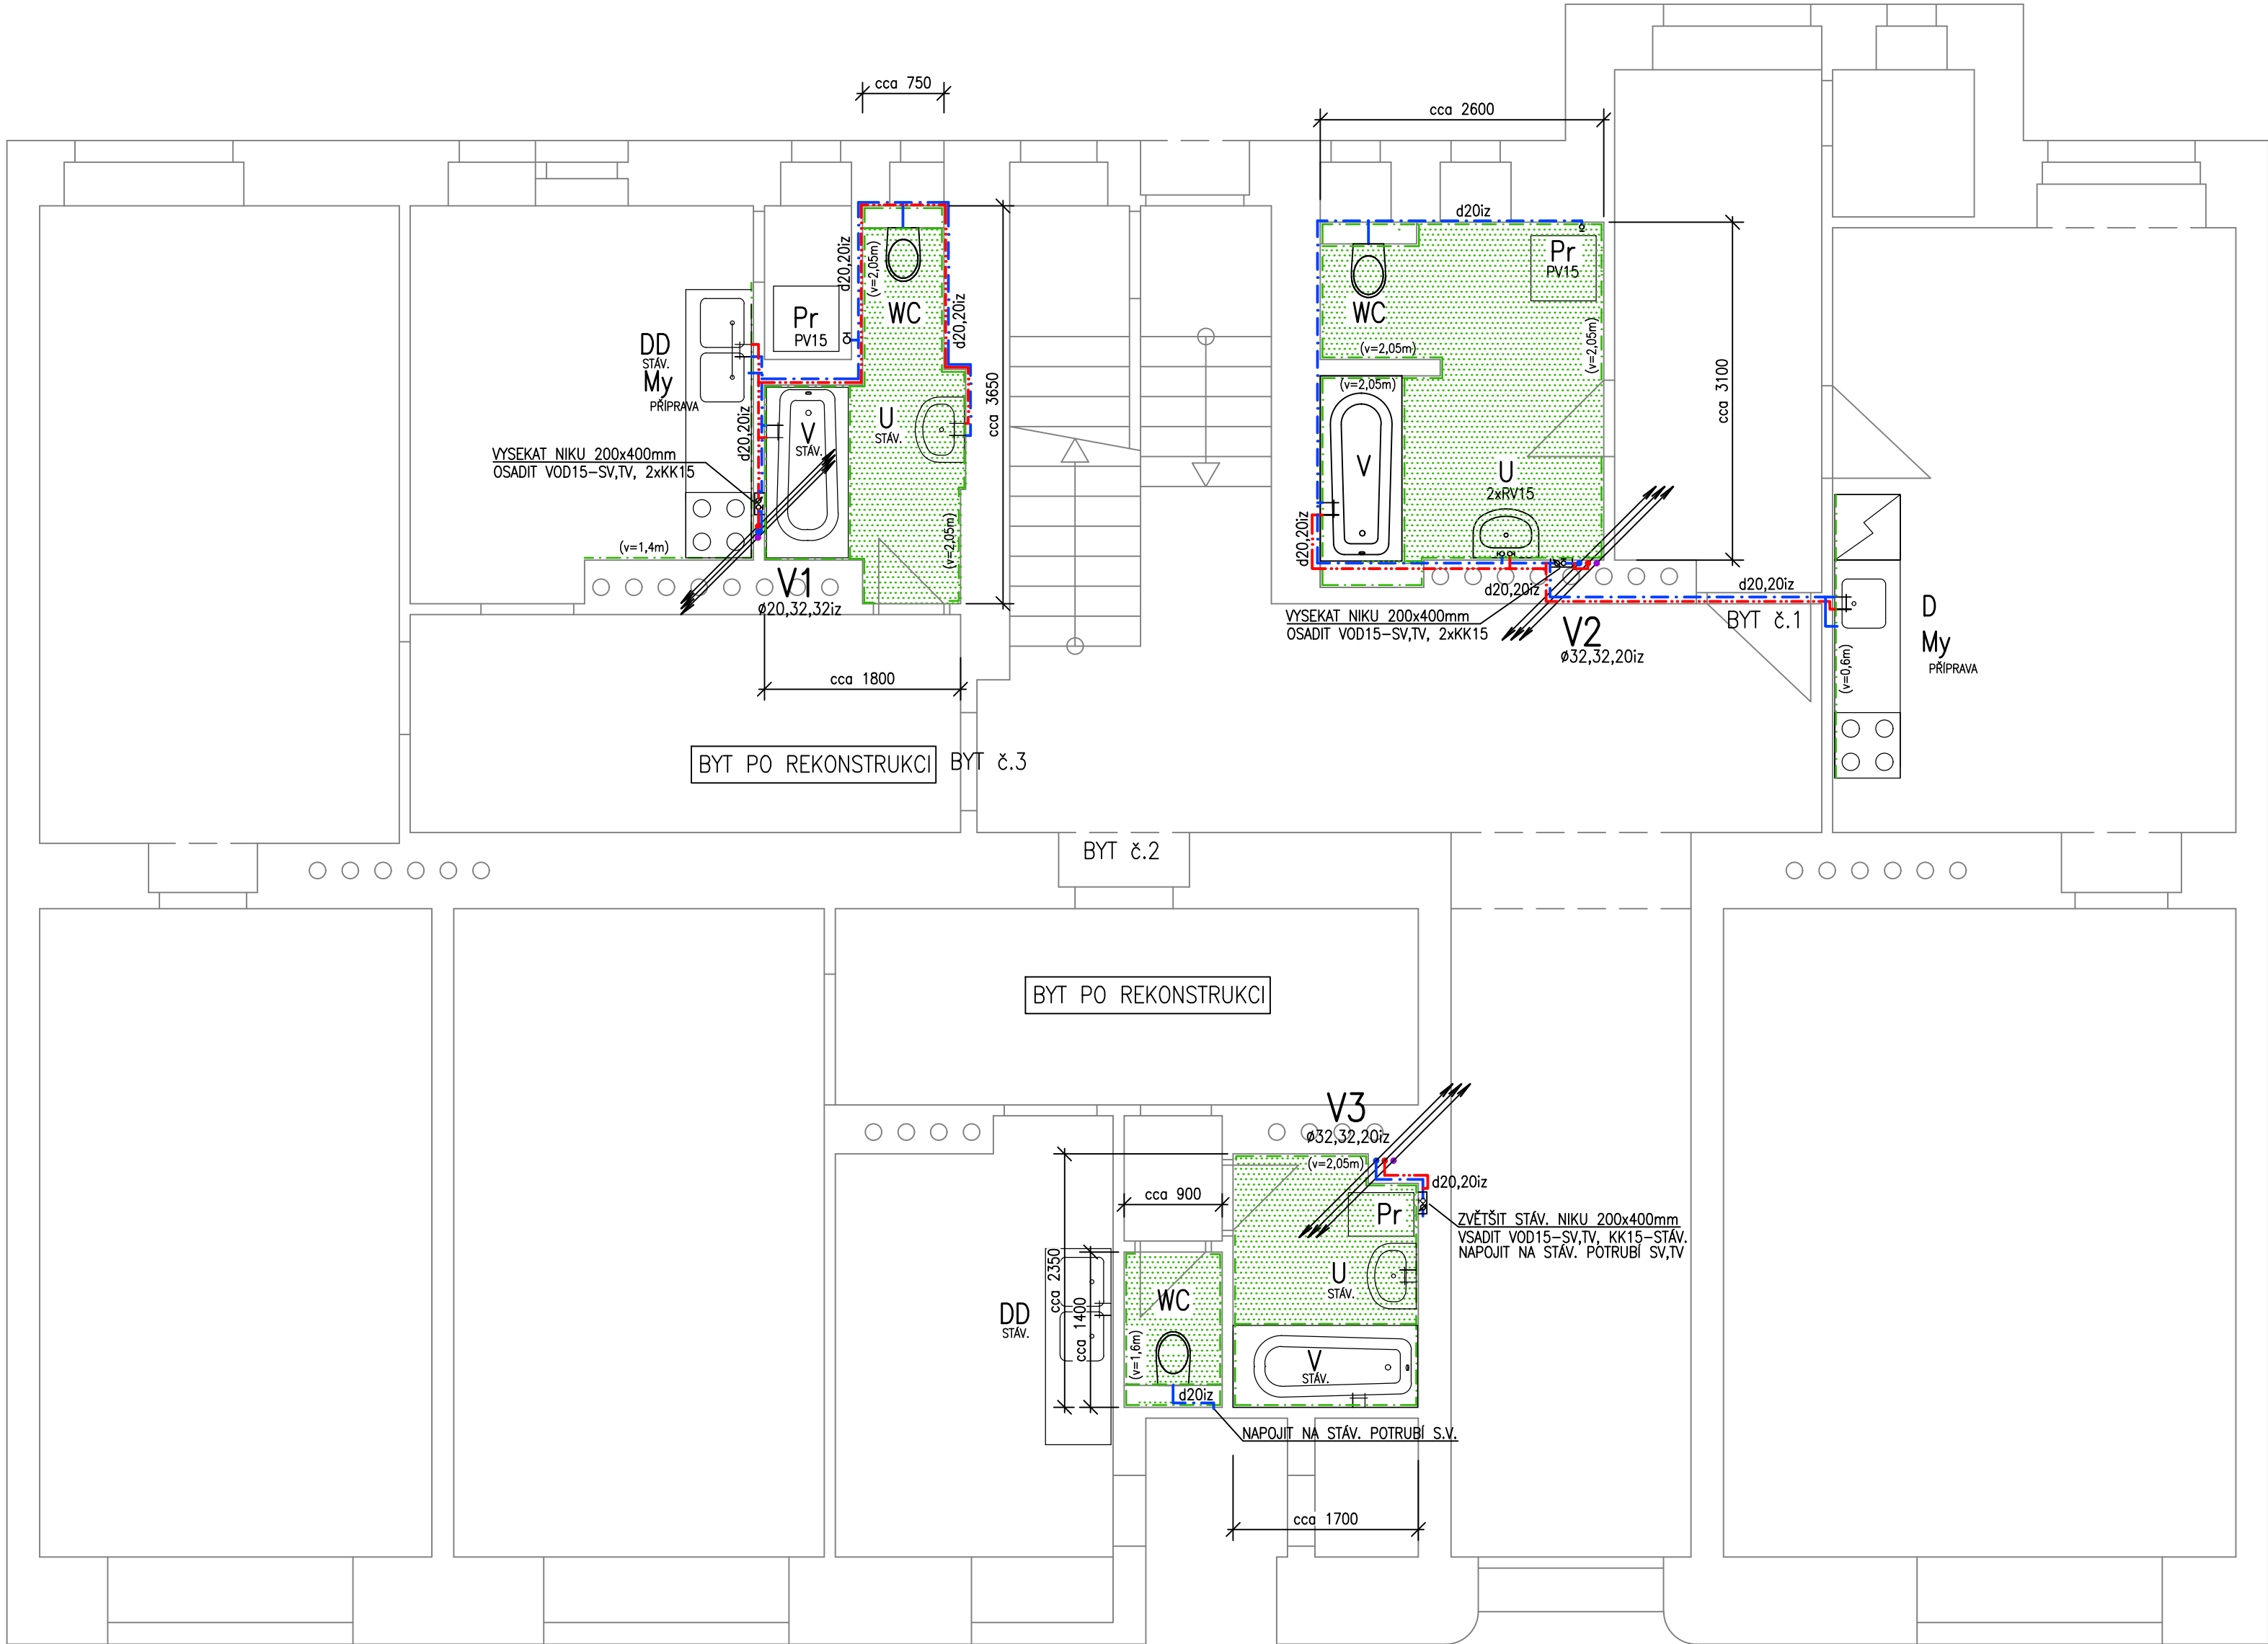 cca 750
cca 2600
d20iz
Pr
PV15
d20,20iz
(v=2,05m)
WC
d20,20iz
cca 3650
Pr
PV15
DD
STÁV.
My
PŘÍPRAVA
d20,20iz
V
STÁV.
U
STÁV.
VYSEKAT NIKU 200x400mm
OSADIT VOD15-SV,TV, 2xKK15
(v=1,4m)
(v=2,05m)
V1
ø20,32,32iz
cca 1800
WC
(v=2,05m)
(v=2,05m)
(v=2,05m)
cca 3100
V
U
2xRV15
d20,20iz
d20,20iz
VYSEKAT NIKU 200x400mm
OSADIT VOD15-SV,TV, 2xKK15
V2
ø32,32,20iz
d20,20iz
BYT č.1
D
My
PŘÍPRAVA
(v=0,6m)
BYT PO REKONSTRUKCI
BYT č.3
BYT č.2
BYT PO REKONSTRUKCI
V3
ø32,32,20iz
(v=2,05m)
d20,20iz
cca 900
Pr
ZVĚTŠIT STÁV. NIKU 200x400mm
VSADIT VOD15-SV,TV, KK15-STÁV.
NAPOJIT NA STÁV. POTRUBÍ SV,TV
cca 2350
cca 1400
U
STÁV.
WC
DD
STÁV.
(v=1,6m)
V
STÁV.
d20iz
NAPOJIT NA STÁV. POTRUBÍ S.V.
cca 1700